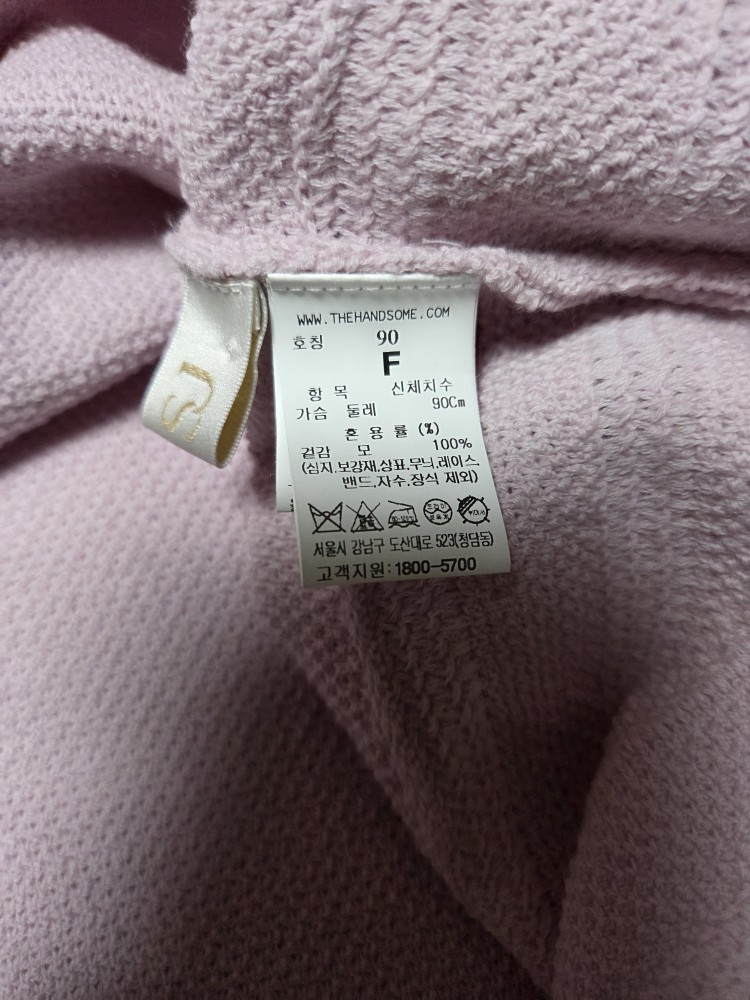 WWW.THEHANDSOME.COM
호칭 90
F
항 목 신체치수
가슴 둘레 90Cm
혼 용 률 (%)
겉감 모 100%
(심지,보강재,상표,무늬,레이스,
밴드,자수,장식 제외)
서울시 강남구 도산대로 523(청담동)
고객지원:1800-5700
SJ